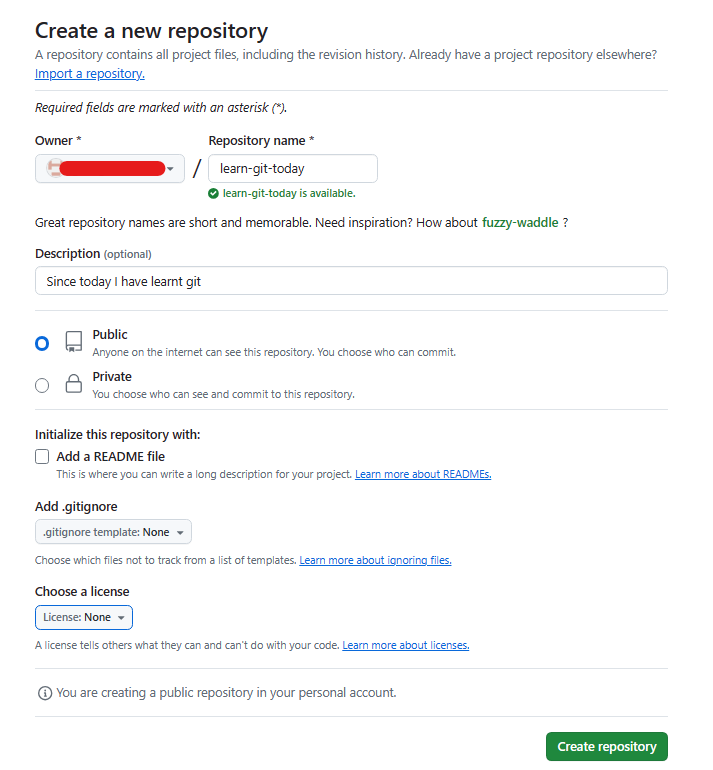 Create a new repository
A repository contains all project files, including the revision history. Already have a project repository elsewhere?
Import a repository.
Required fields are marked with an asterisk (*).
Owner * Repository name *
/ learn-git-today
learn-git-today is available.
Great repository names are short and memorable. Need inspiration? How about fuzzy-waddle ?
Description (optional)
Since today I have learnt git
Public
Anyone on the internet can see this repository. You choose who can commit.
Private
You choose who can see and commit to this repository.
Initialize this repository with:
Add a README file
This is where you can write a long description for your project. Learn more about READMEs.
Add .gitignore
.gitignore template: None
Choose which files not to track from a list of templates. Learn more about ignoring files.
Choose a license
License: None
A license tells others what they can and can't do with your code. Learn more about licenses.
You are creating a public repository in your personal account.
Create repository